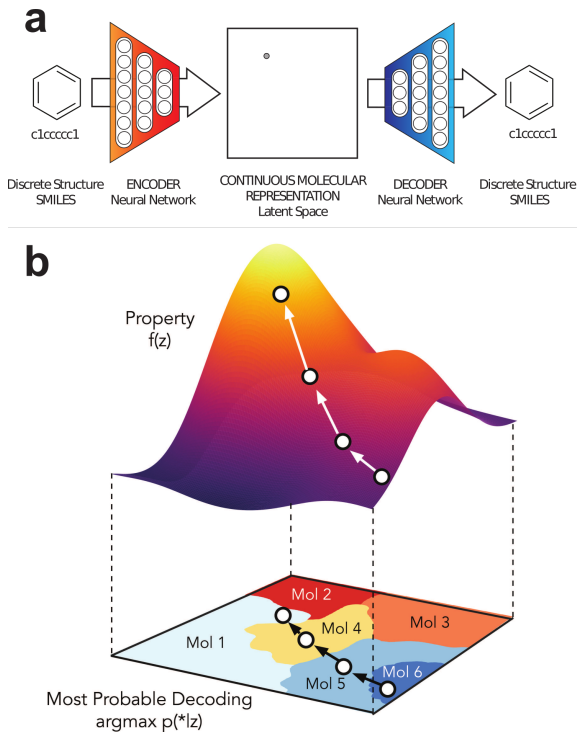 a
c1ccccc1
c1ccccc1
Discrete Structure
SMILES
ENCODER
Neural Network
CONTINUOUS MOLECULAR
REPRESENTATION
Latent Space
DECODER
Neural Network
Discrete Structure
SMILES
b
Property
f(z)
Mol 2
Mol 4
Mol 3
Mol 1
Mol 5
Mol 6
Most Probable Decoding
argmax p(*|z)